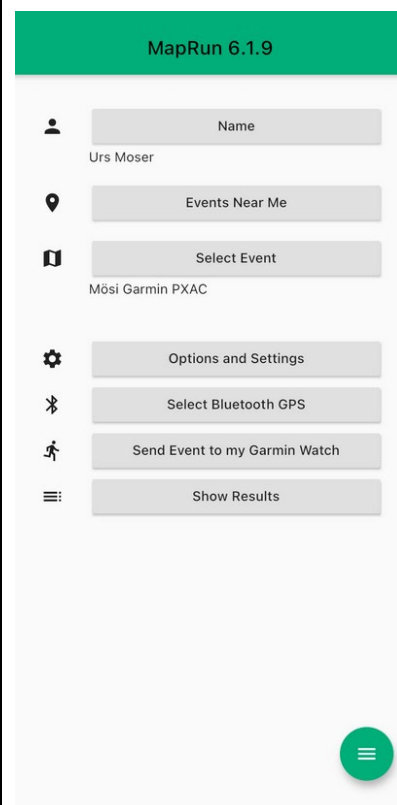 MapRun 6.1.9
Name
Urs Moser
Events Near Me
Select Event
Mösi Garmin PXAC
Options and Settings
Select Bluetooth GPS
Send Event to my Garmin Watch
Show Results